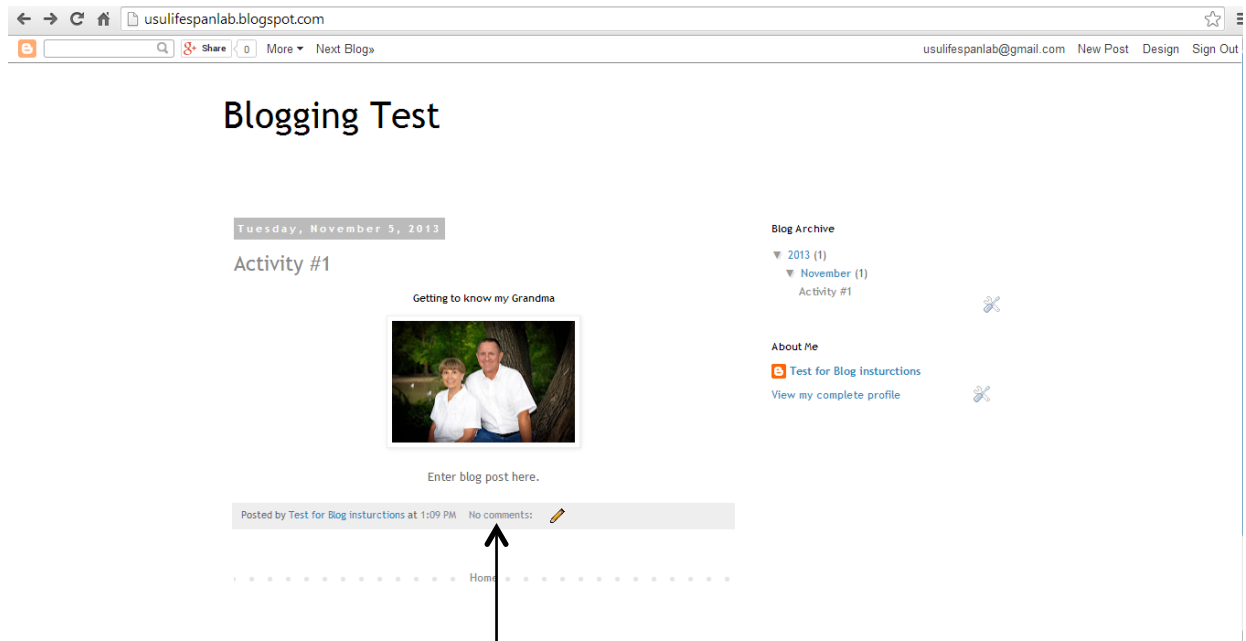 usulifespanlab.blogspot.com
Share 0 More Next Blog» usulifespanlab@gmail.com New Post Design Sign Out
Blogging Test
Tuesday, November 5, 2013
Activity #1
Getting to know my Grandma
Enter blog post here.
Posted by Test for Blog insturctions at 1:09 PM No comments:
Home
Blog Archive
▼ 2013 (1)
▼ November (1)
Activity #1
About Me
Test for Blog insturctions
View my complete profile